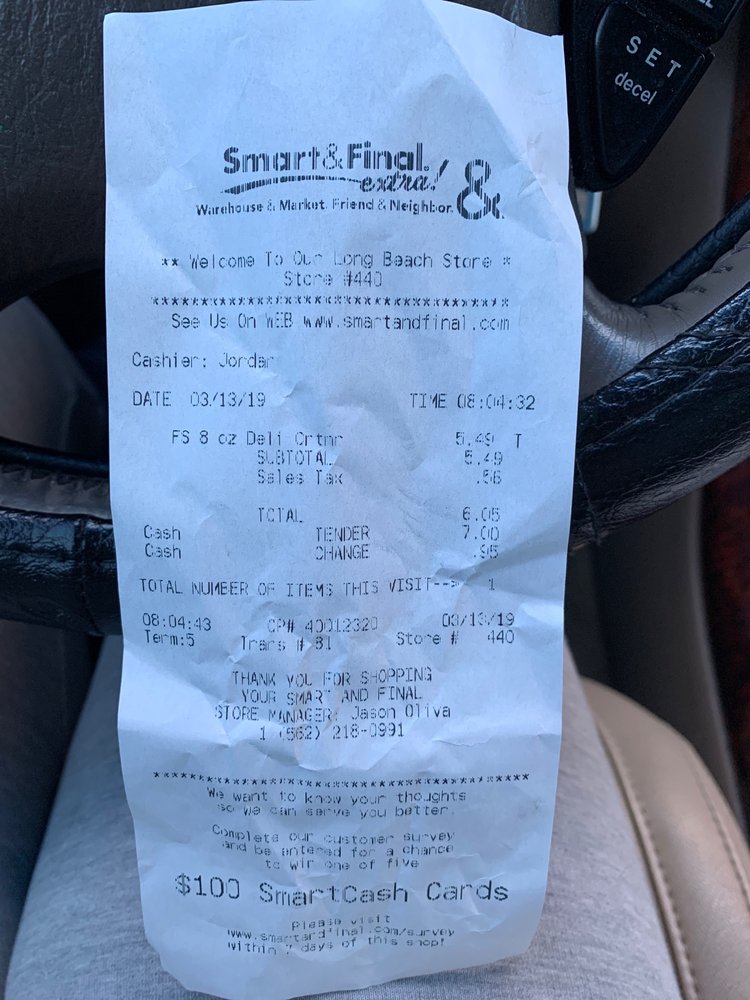 SET
decel
Smart&Final.
extra! &
Warehouse & Market. Friend & Neighbor.
** Welcome To Our Long Beach Store *
Store #440
****************************************
See Us On WEB www.smartandfinal.com
Cashier: Jordan
DATE 03/13/19 TIME 08:04:32
FS 8 oz Deli Cntnr 5.49 T
SUBTOTAL 5.49
Sales Tax .56
TOTAL 6.05
Cash TENDER 7.00
Cash CHANGE .95
TOTAL NUMBER OF ITEMS THIS VISIT--> 1
08:04:43 CP# 40012320 03/13/19
Term:5 Trans # 81 Store # 440
THANK YOU FOR SHOPPING
YOUR SMART AND FINAL
STORE MANAGER: Jason Oliva
1 (562) 218-0991
****************************************
We want to know your thoughts
so we can serve you better.
Complete our customer survey
and be entered for a chance
to win one of five
$100 SmartCash Cards
Please visit
www.smartandfinal.com/survey
within 7 days of this shop!